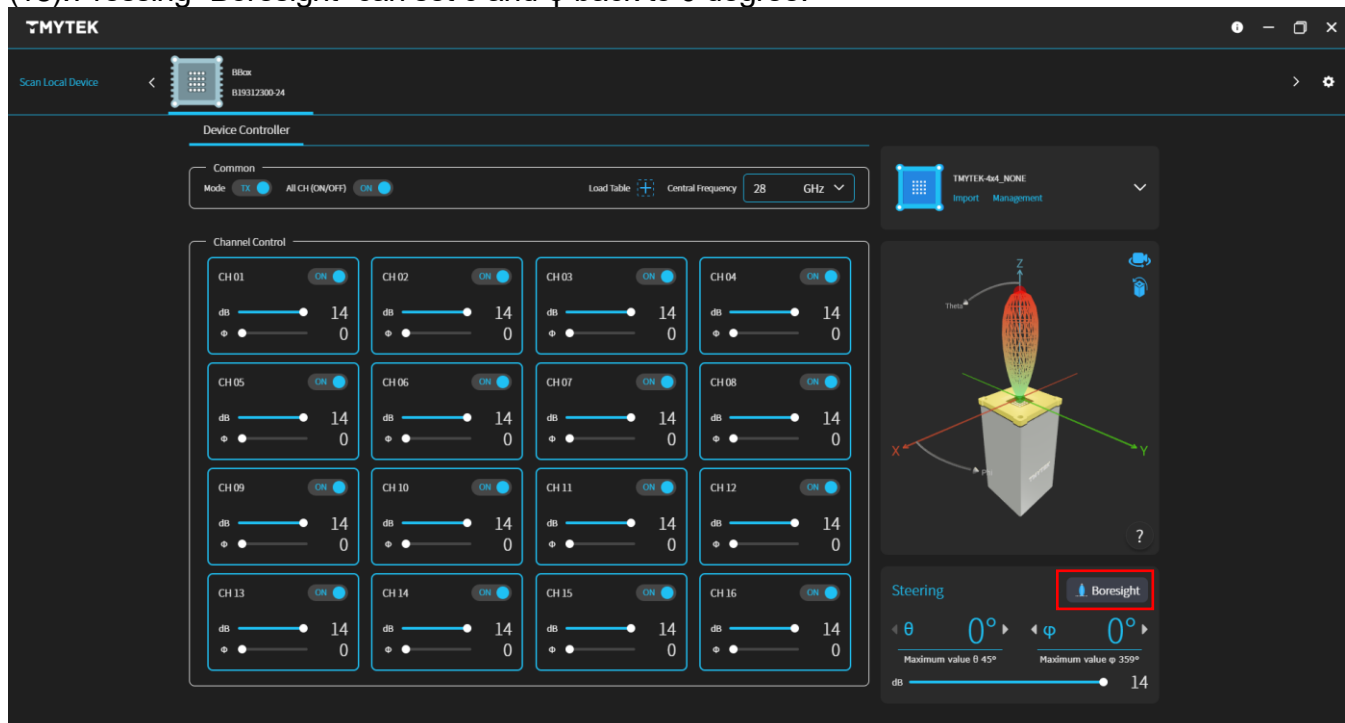 TMYTEK
Scan Local Device
BBox
B19312300-24
Device Controller
Common
Mode TX All CH (ON/OFF) ON Load Table Central Frequency 28 GHz
TMYTEK-4x4_NONE
Import Management
Channel Control
CH 01 ON CH 02 ON CH 03 ON CH 04 ON
dB 14 dB 14 dB 14 dB 14
Φ 0 Φ 0 Φ 0 Φ 0
CH 05 ON CH 06 ON CH 07 ON CH 08 ON
dB 14 dB 14 dB 14 dB 14
Φ 0 Φ 0 Φ 0 Φ 0
CH 09 ON CH 10 ON CH 11 ON CH 12 ON
dB 14 dB 14 dB 14 dB 14
Φ 0 Φ 0 Φ 0 Φ 0
CH 13 ON CH 14 ON CH 15 ON CH 16 ON
dB 14 dB 14 dB 14 dB 14
Φ 0 Φ 0 Φ 0 Φ 0
Z
Theta
X
Y
Phi
TMYTEK
?
Steering Boresight
θ 0° φ 0°
Maximum value θ 45° Maximum value φ 359°
dB 14